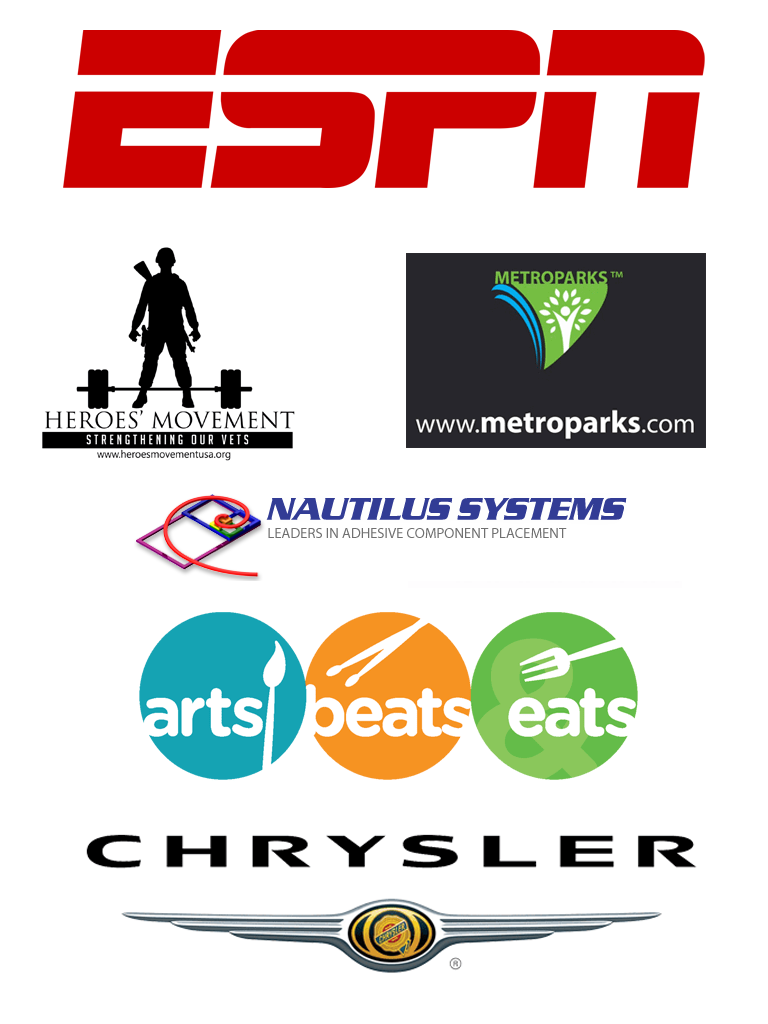 ESPN
HEROES' MOVEMENT
STRENGTHENING OUR VETS
www.heroesmovementusa.org
METROPARKS™
www.metroparks.com
NAUTILUS SYSTEMS
LEADERS IN ADHESIVE COMPONENT PLACEMENT
arts beats & eats
CHRYSLER
CHRYSLER
®